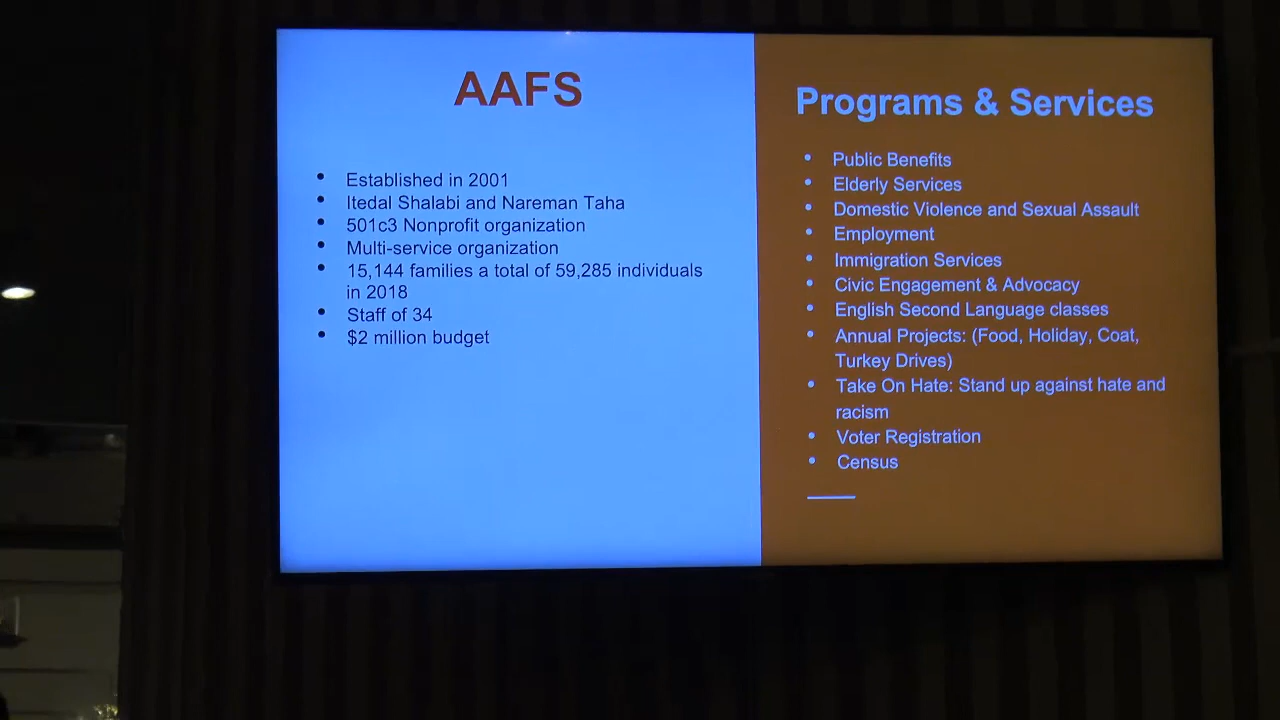 AAFS
• Established in 2001
• Itedal Shalabi and Nareman Taha
• 501c3 Nonprofit organization
• Multi-service organization
• 15,144 families a total of 59,285 individuals
in 2018
• Staff of 34
• $2 million budget
Programs & Services
• Public Benefits
• Elderly Services
• Domestic Violence and Sexual Assault
• Employment
• Immigration Services
• Civic Engagement & Advocacy
• English Second Language classes
• Annual Projects: (Food, Holiday, Coat,
Turkey Drives)
• Take On Hate: Stand up against hate and
racism
• Voter Registration
• Census